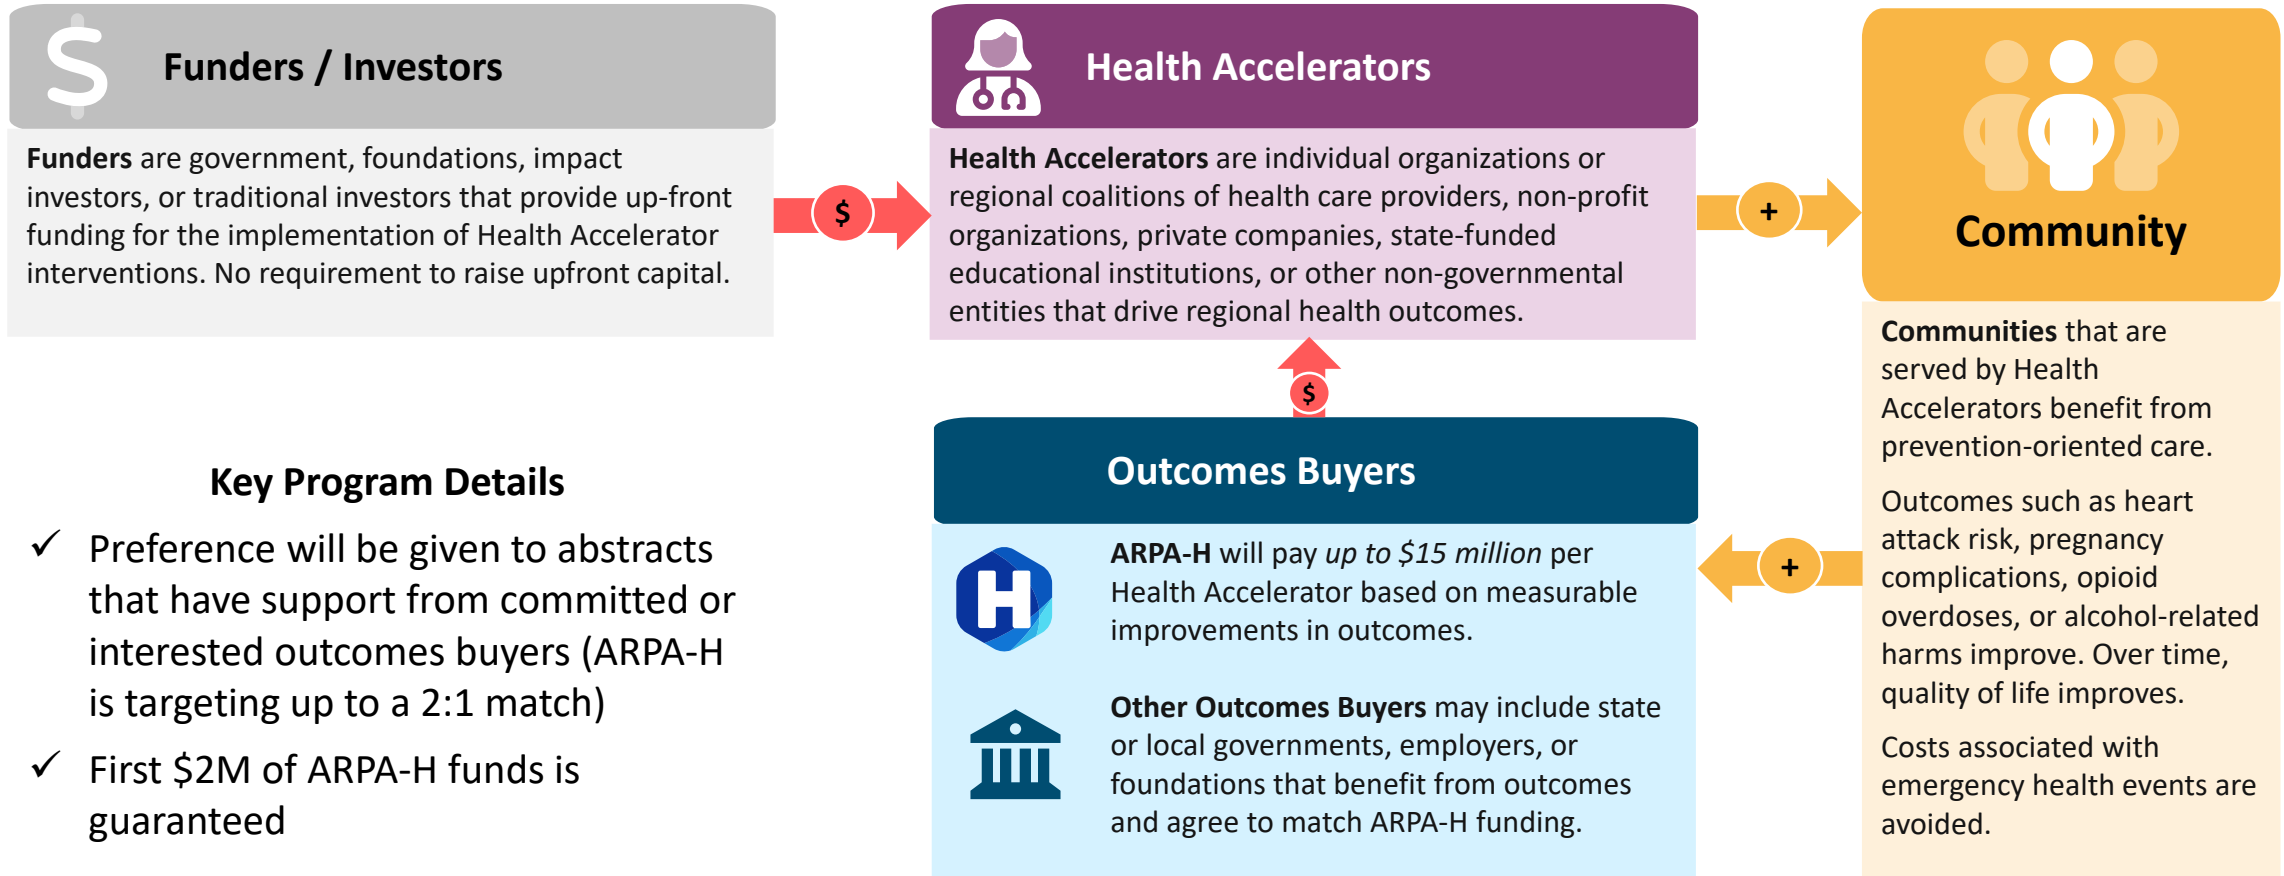 Funders / Investors
Funders are government, foundations, impact
investors, or traditional investors that provide up-front
funding for the implementation of Health Accelerator
interventions. No requirement to raise upfront capital.
$
Health Accelerators
Health Accelerators are individual organizations or
regional coalitions of health care providers, non-profit
organizations, private companies, state-funded
educational institutions, or other non-governmental
entities that drive regional health outcomes.
+
Community
Communities that are
served by Health
Accelerators benefit from
prevention-oriented care.
Outcomes such as heart
attack risk, pregnancy
complications, opioid
overdoses, or alcohol-related
harms improve. Over time,
quality of life improves.
Costs associated with
emergency health events are
avoided.
+
$
Outcomes Buyers
H
ARPA-H will pay up to $15 million per
Health Accelerator based on measurable
improvements in outcomes.
Other Outcomes Buyers may include state
or local governments, employers, or
foundations that benefit from outcomes
and agree to match ARPA-H funding.
Key Program Details
✓ Preference will be given to abstracts
that have support from committed or
interested outcomes buyers (ARPA-H
is targeting up to a 2:1 match)
✓ First $2M of ARPA-H funds is
guaranteed